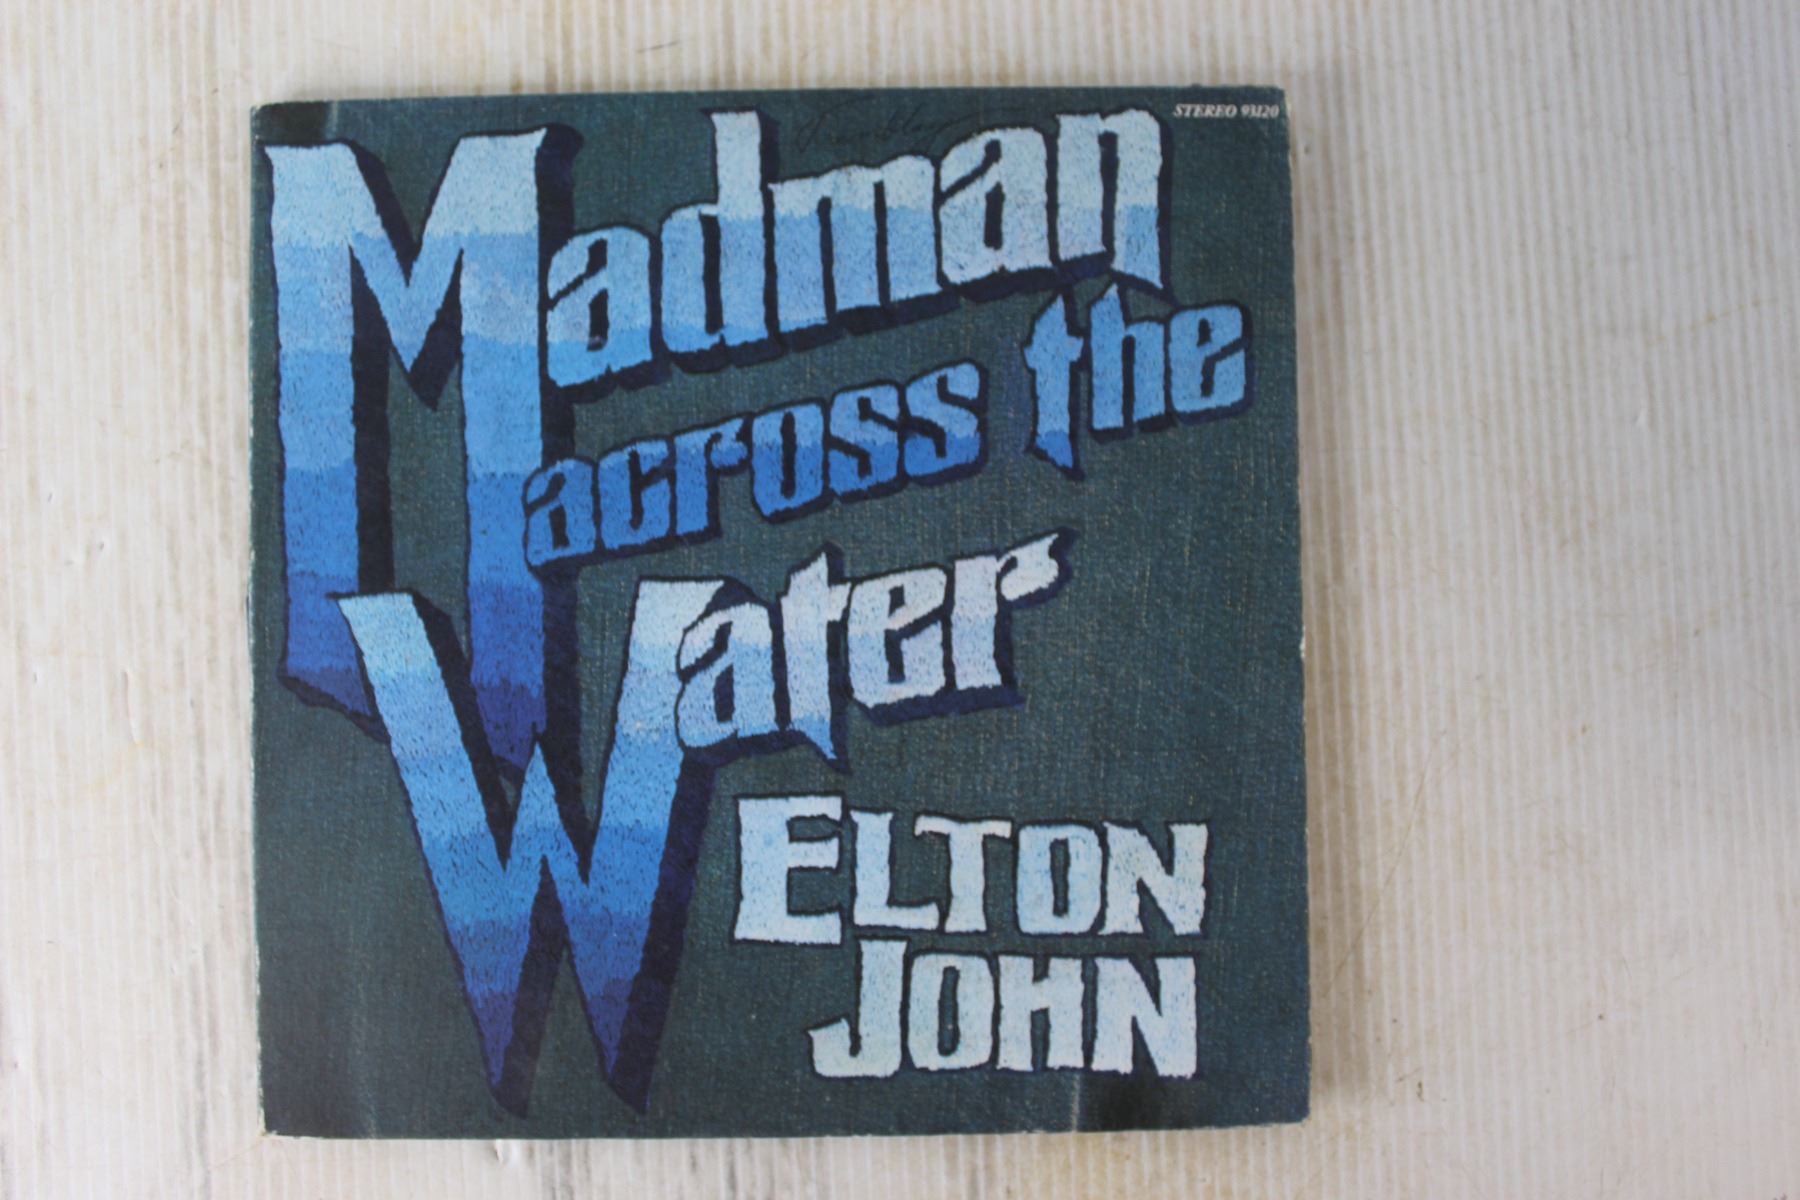 STEREO 93120
Madman
across the
Water
ELTON
JOHN